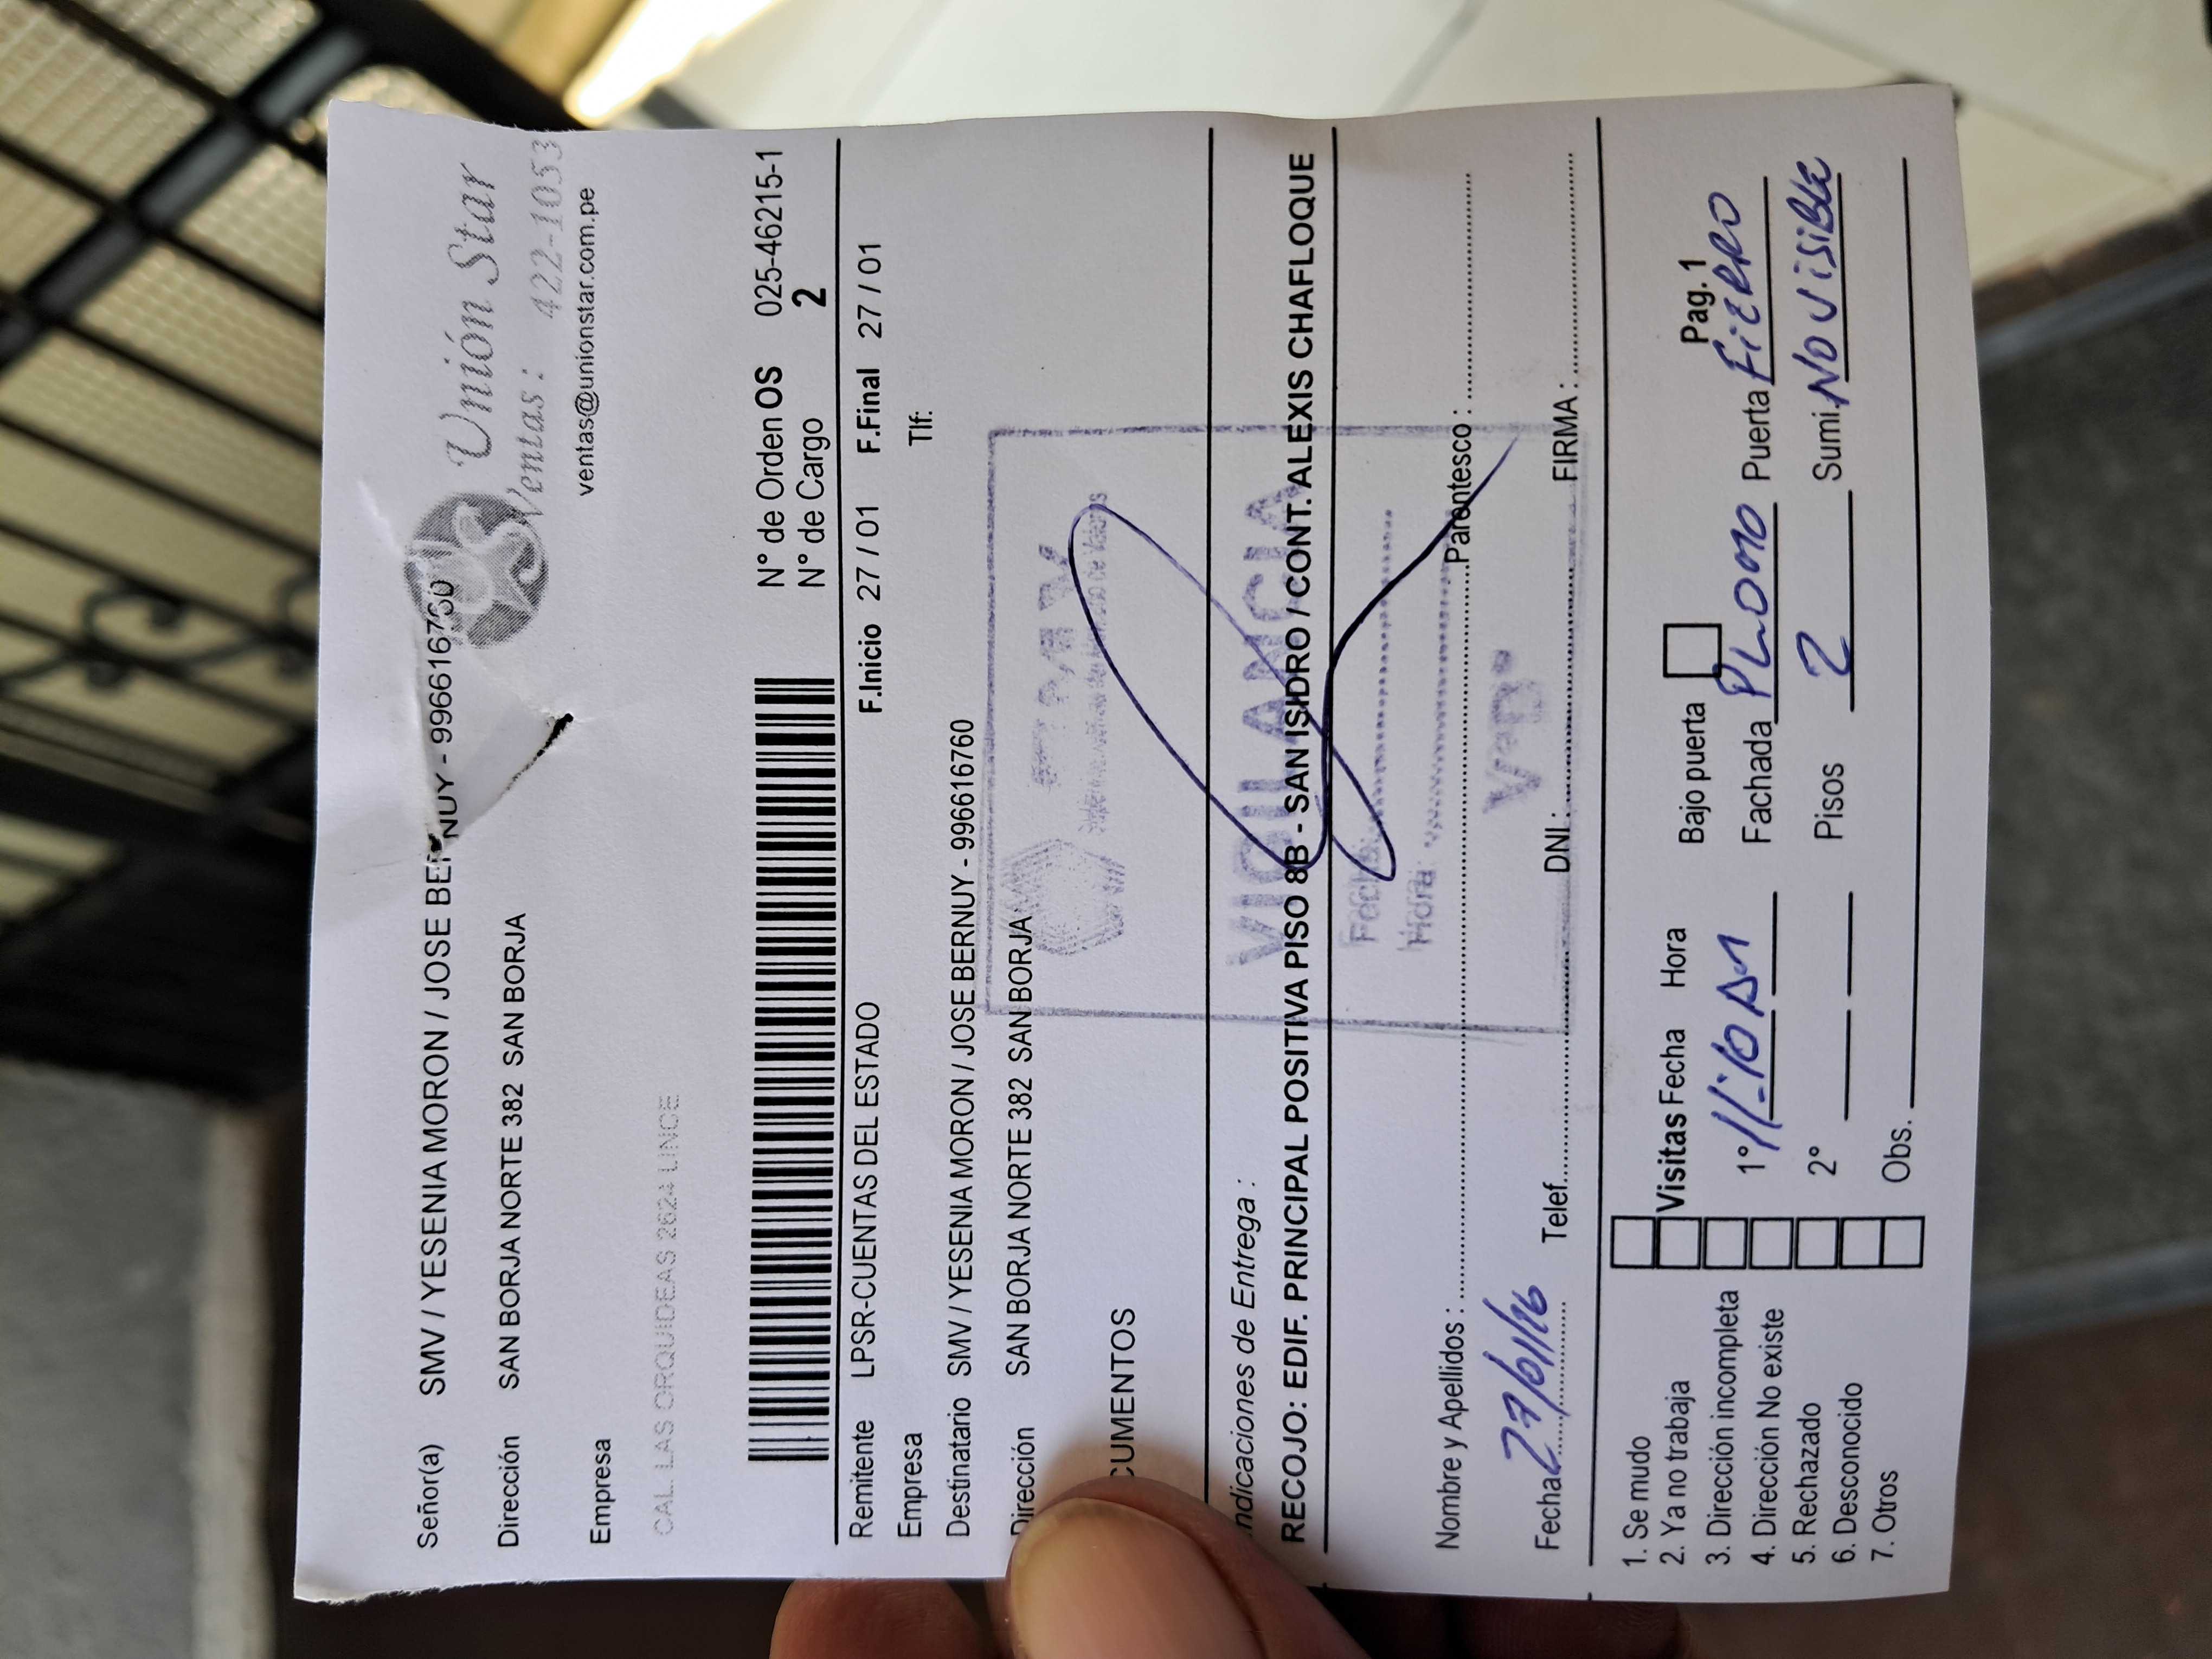 Unión Star
Ventas: 422-1053
ventas@unionstar.com.pe
Señor(a) SMV / YESENIA MORON / JOSE BERNUY - 996616760
Dirección SAN BORJA NORTE 382 SAN BORJA
Empresa
CAL. LAS ORQUIDEAS 2624 LINCE
N° de Orden OS 025-46215-1
N° de Cargo 2
Remitente LPSR-CUENTAS DEL ESTADO F.Inicio 27 / 01 F.Final 27 / 01
Empresa Tlf:
Destinatario SMV / YESENIA MORON / JOSE BERNUY - 996616760
Dirección SAN BORJA NORTE 382 SAN BORJA
SMV
CUMENTOS
Indicaciones de Entrega :
VIGILANCIA
RECOJO: EDIF. PRINCIPAL POSITIVA PISO 8B - SAN ISIDRO / CONT. ALEXIS CHAFLOQUE
Fecha:
Hora:
Nombre y Apellidos : Parentesco :
Fecha 27/01/26 Telef. DNI : FIRMA :
1. Se mudo
2. Ya no trabaja
3. Dirección incompleta
4. Dirección No existe
5. Rechazado
6. Desconocido
7. Otros
Pag. 1
Visitas Fecha Hora Bajo puerta
1° 11:10 AM Fachada PLOMO Puerta FIERRO
2° Pisos 2 Sumi. NO VISIBLE
Obs.